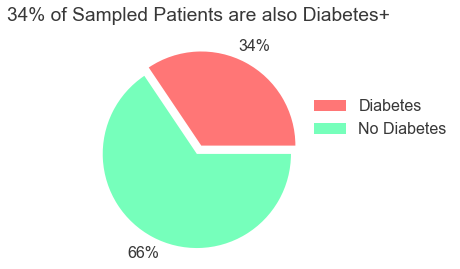 34% of Sampled Patients are also Diabetes+
34%
Diabetes
No Diabetes
66%